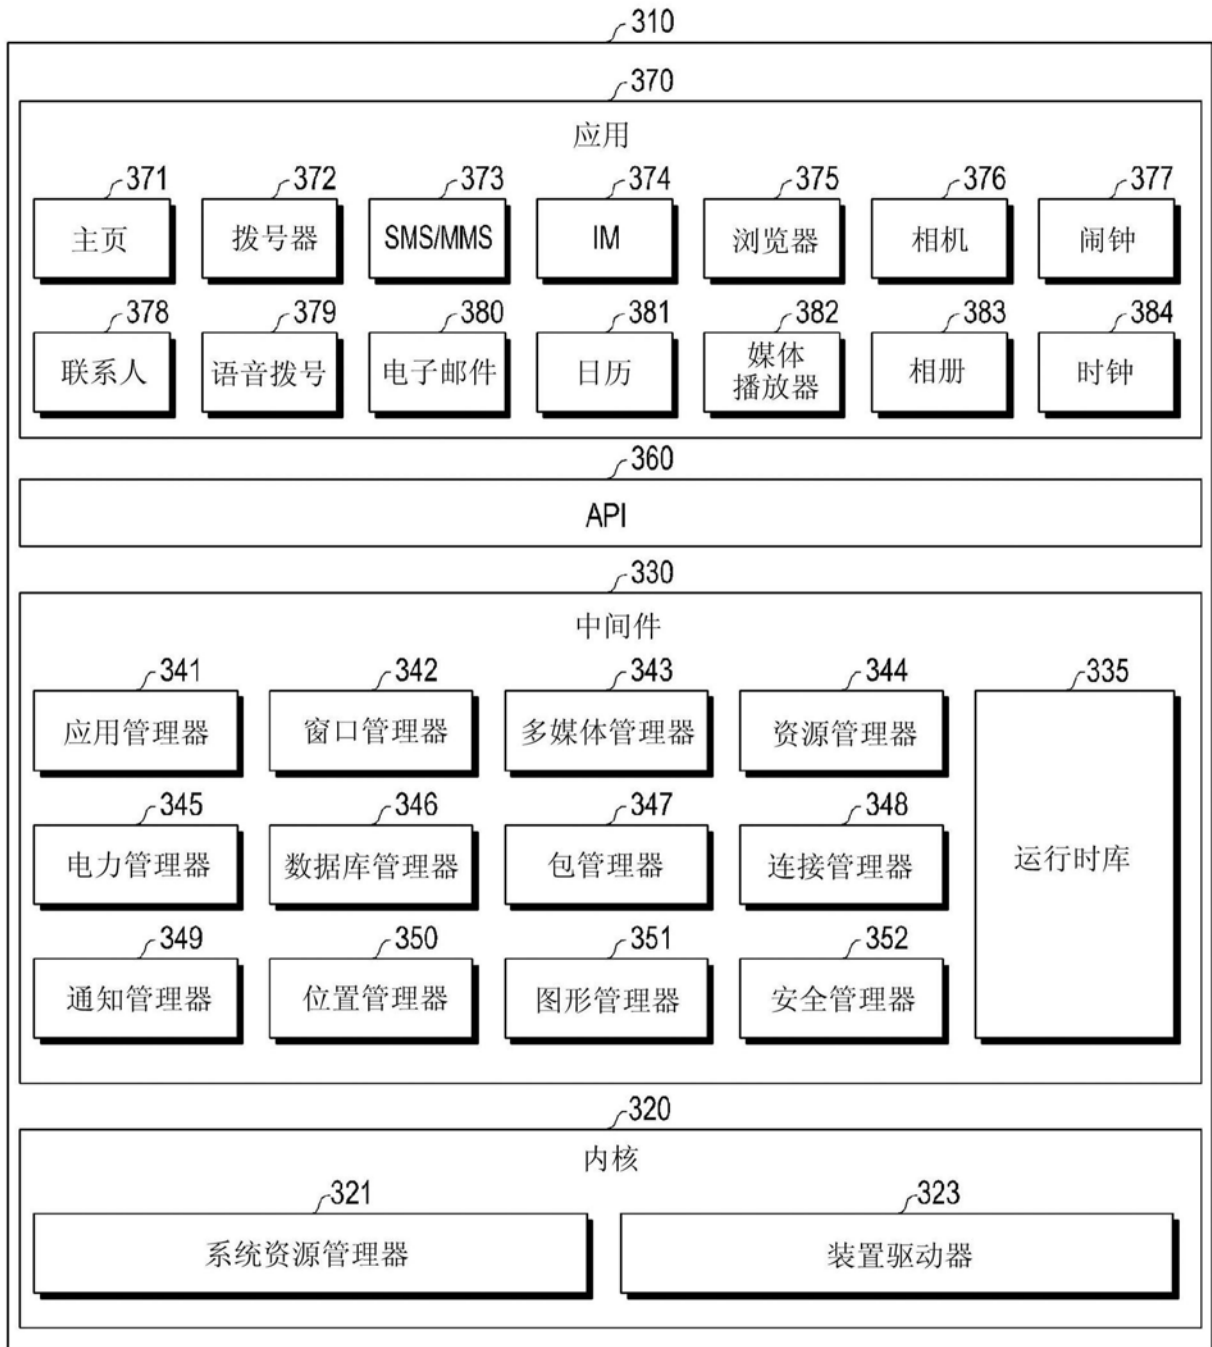 310
370
应用
371 372 373 374 375 376 377
主页 拨号器 SMS/MMS IM 浏览器 相机 闹钟
378 379 380 381 382 383 384
联系人 语音拨号 电子邮件 日历 媒体 相册 时钟
播放器
360
API
330
中间件
341 342 343 344 335
应用管理器 窗口管理器 多媒体管理器 资源管理器
345 346 347 348
电力管理器 数据库管理器 包管理器 连接管理器 运行时库
349 350 351 352
通知管理器 位置管理器 图形管理器 安全管理器
320
内核
321 323
系统资源管理器 装置驱动器